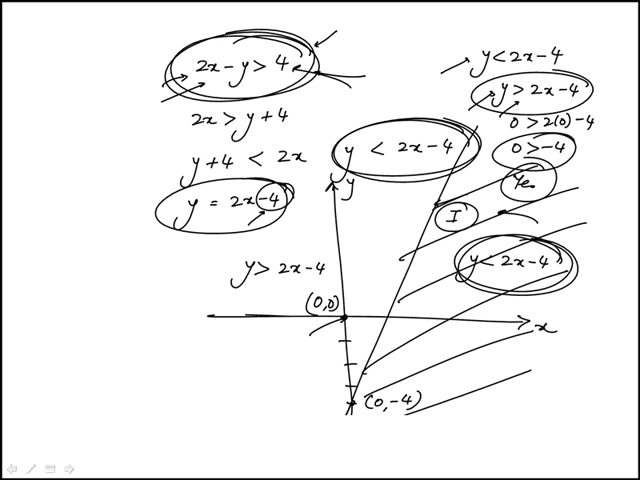 2x-y>4
2x>y+4
y+4 < 2x
y = 2x-4
y>2x-4
y < 2x-4
y
y<2x-4
y>2x-4
0>2(0)-4
0>-4
Yes
I
y<2x-4
(0,0)
x
(0,-4)